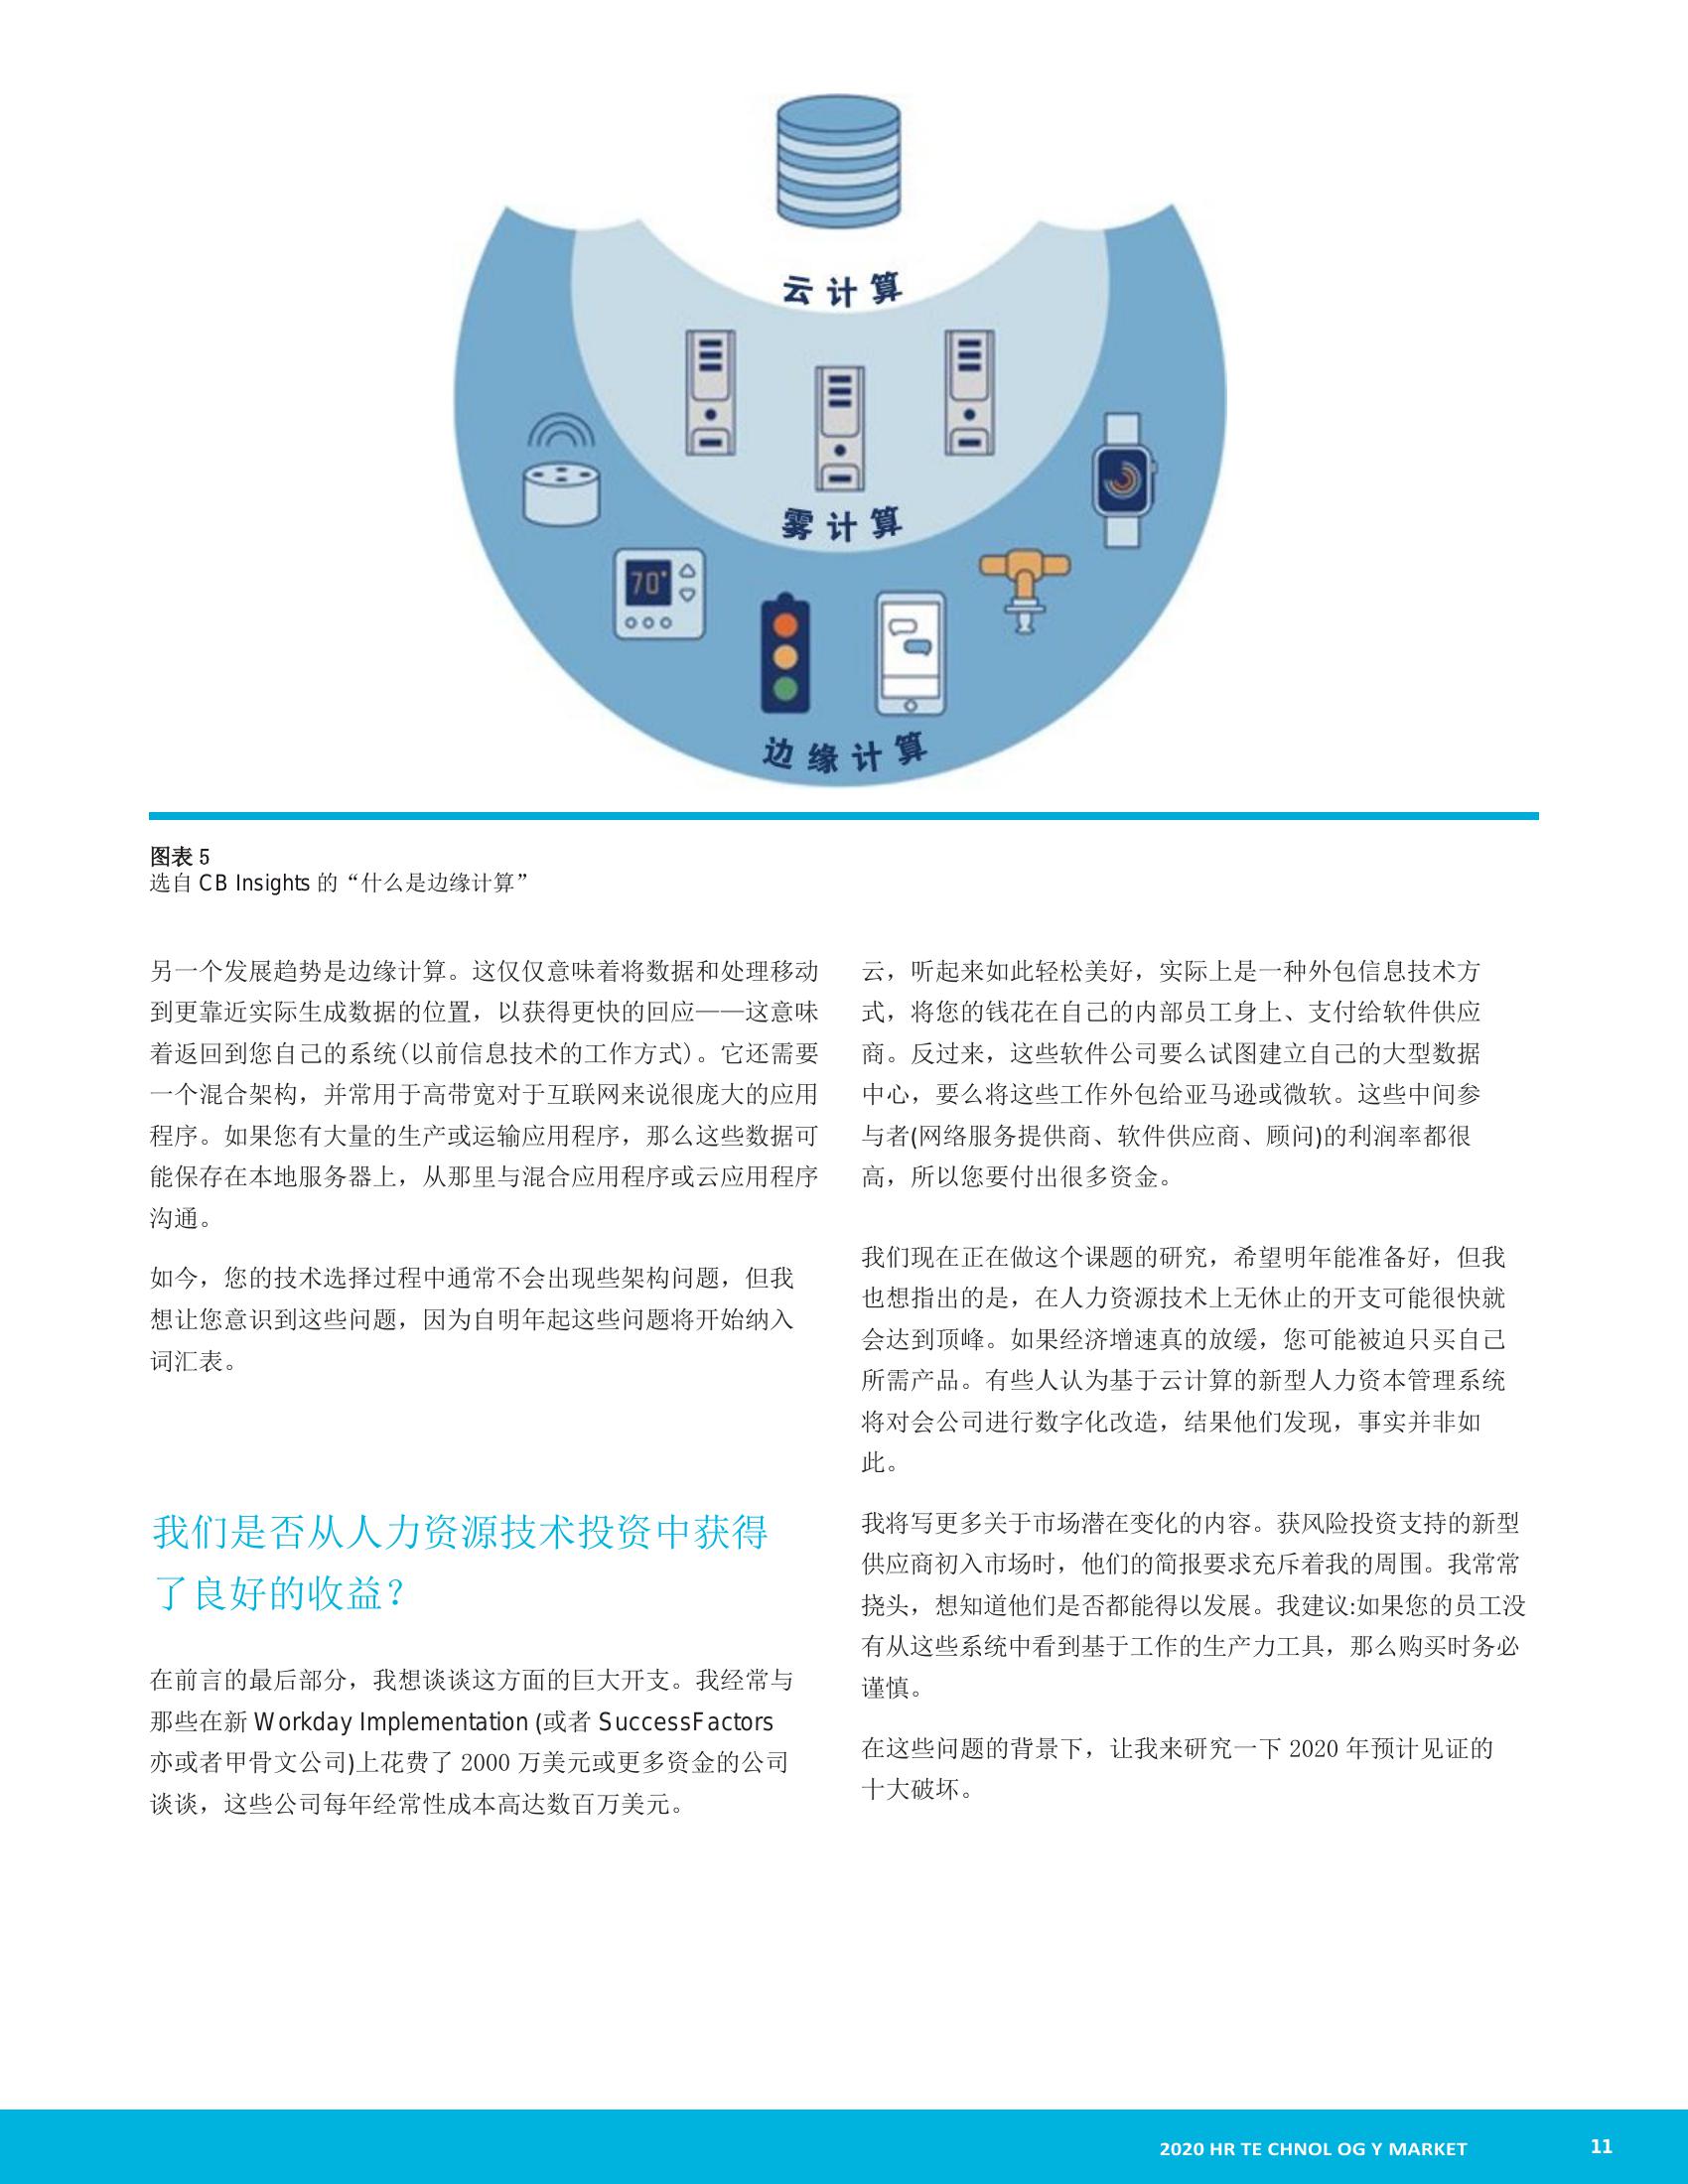 云计算
雾计算
70°
边缘计算
图表 5
选自 CB Insights 的“什么是边缘计算”
另一个发展趋势是边缘计算。这仅仅意味着将数据和处理移动
到更靠近实际生成数据的位置，以获得更快的回应——这意味
着返回到您自己的系统(以前信息技术的工作方式)。它还需要
一个混合架构，并常用于高带宽对于互联网来说很庞大的应用
程序。如果您有大量的生产或运输应用程序，那么这些数据可
能保存在本地服务器上，从那里与混合应用程序或云应用程序
沟通。
如今，您的技术选择过程中通常不会出现些架构问题，但我
想让您意识到这些问题，因为自明年起这些问题将开始纳入
词汇表。
我们是否从人力资源技术投资中获得
了良好的收益？
在前言的最后部分，我想谈谈这方面的巨大开支。我经常与
那些在新 Workday Implementation (或者 SuccessFactors
亦或者甲骨文公司)上花费了 2000 万美元或更多资金的公司
谈谈，这些公司每年经常性成本高达数百万美元。
云，听起来如此轻松美好，实际上是一种外包信息技术方
式，将您的钱花在自己的内部员工身上、支付给软件供应
商。反过来，这些软件公司要么试图建立自己的大型数据
中心，要么将这些工作外包给亚马逊或微软。这些中间参
与者(网络服务提供商、软件供应商、顾问)的利润率都很
高，所以您要付出很多资金。
我们现在正在做这个课题的研究，希望明年能准备好，但我
也想指出的是，在人力资源技术上无休止的开支可能很快就
会达到顶峰。如果经济增速真的放缓，您可能被迫只买自己
所需产品。有些人认为基于云计算的新型人力资本管理系统
将对会公司进行数字化改造，结果他们发现，事实并非如
此。
我将写更多关于市场潜在变化的内容。获风险投资支持的新型
供应商初入市场时，他们的简报要求充斥着我的周围。我常常
挠头，想知道他们是否都能得以发展。我建议:如果您的员工没
有从这些系统中看到基于工作的生产力工具，那么购买时务必
谨慎。
在这些问题的背景下，让我来研究一下 2020 年预计见证的
十大破坏。
2020 HR TE CHNOL OG Y MARKET
11